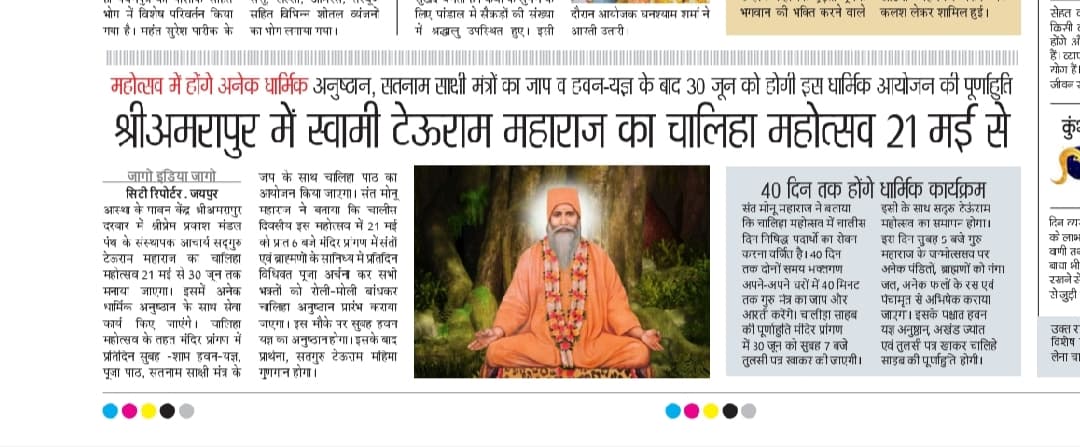 भोग में विशेष परिवर्तन किया
गया है। महंत सुरेश पारीक के
सहित विभिन्न शीतल व्यंजनों
का भोग लगाया गया।
लिए पांडाल में सैकड़ों की संख्या
में श्रद्धालु उपस्थित हुए। इसी
दौरान आयोजक घनश्याम शर्मा ने
आरती उतारी।
भगवान की भक्ति करने वाले
कलश लेकर शामिल हुई।
महोत्सव में होंगे अनेक धार्मिक अनुष्ठान, सतनाम साक्षी मंत्रों का जाप व हवन-यज्ञ के बाद 30 जून को होगी इस धार्मिक आयोजन की पूर्णाहुति
श्रीअमरापुर में स्वामी टेऊराम महाराज का चालिहा महोत्सव 21 मई से
जागो इंडिया जागो
सिटी रिपोर्टर . जयपुर
आस्था के पावन केंद्र श्रीअमरापुर
दरबार में श्रीप्रेम प्रकाश मंडल
पंथ के संस्थापक आचार्य सद्गुरु
टेऊराम महाराज का चालिहा
महोत्सव 21 मई से 30 जून तक
मनाया जाएगा। इसमें अनेक
धार्मिक अनुष्ठान के साथ सेवा
कार्य किए जाएंगे। चालिहा
महोत्सव के तहत मंदिर प्रांगण में
प्रतिदिन सुबह -शाम हवन-यज्ञ,
पूजा पाठ, सतनाम साक्षी मंत्र के
जप के साथ चालिहा पाठ का
आयोजन किया जाएगा। संत मोनू
महाराज ने बताया कि चालीस
दिवसीय इस महोत्सव में 21 मई
को प्रात 6 बजे मंदिर प्रांगण में संतों
एवं ब्राह्मणों के सानिध्य में प्रतिदिन
विधिवत पूजा अर्चना कर सभी
भक्तों को रोली-मोली बांधकर
चालिहा अनुष्ठान प्रारंभ कराया
जाएगा। इस मौके पर सुबह हवन
यज्ञ का अनुष्ठान होगा। इसके बाद
प्रार्थना, सतगुरु टेऊराम महिमा
गुणगान होगा।
40 दिन तक होंगे धार्मिक कार्यक्रम
संत मोनू महाराज ने बताया
कि चालिहा महोत्सव में चालीस
दिन निषिद्ध पदार्थों का सेवन
करना वर्जित है। 40 दिन
तक दोनों समय भक्तगण
अपने-अपने घरों में 40 मिनट
तक गुरु मंत्र का जाप और
आरती करेंगे। चालीहा साहब
की पूर्णाहुति मंदिर प्रांगण
में 30 जून को सुबह 7 बजे
तुलसी पत्र खाकर की जाएगी।
इसी के साथ सद्गुरु टेऊंराम
महोत्सव का समापन होगा।
इस दिन सुबह 5 बजे गुरु
महाराज के जन्मोत्सव पर
अनेक पंडितों, ब्राह्मणों को गंगा
जल, अनेक फलों के रस एवं
पंचामृत से अभिषेक कराया
जाएगा। इसके पश्चात हवन
यज्ञ अनुष्ठान, अखंड ज्योत
एवं तुलसी पत्र खाकर चालिहे
साहब की पूर्णाहुति होगी।
सेहत
किसी
होंगे
योग हैं।
जीवन
दिन
के लाभ
वाणी
बाधा भी
रखने से
से जुड़ी
उक्त
विशेष
लेना